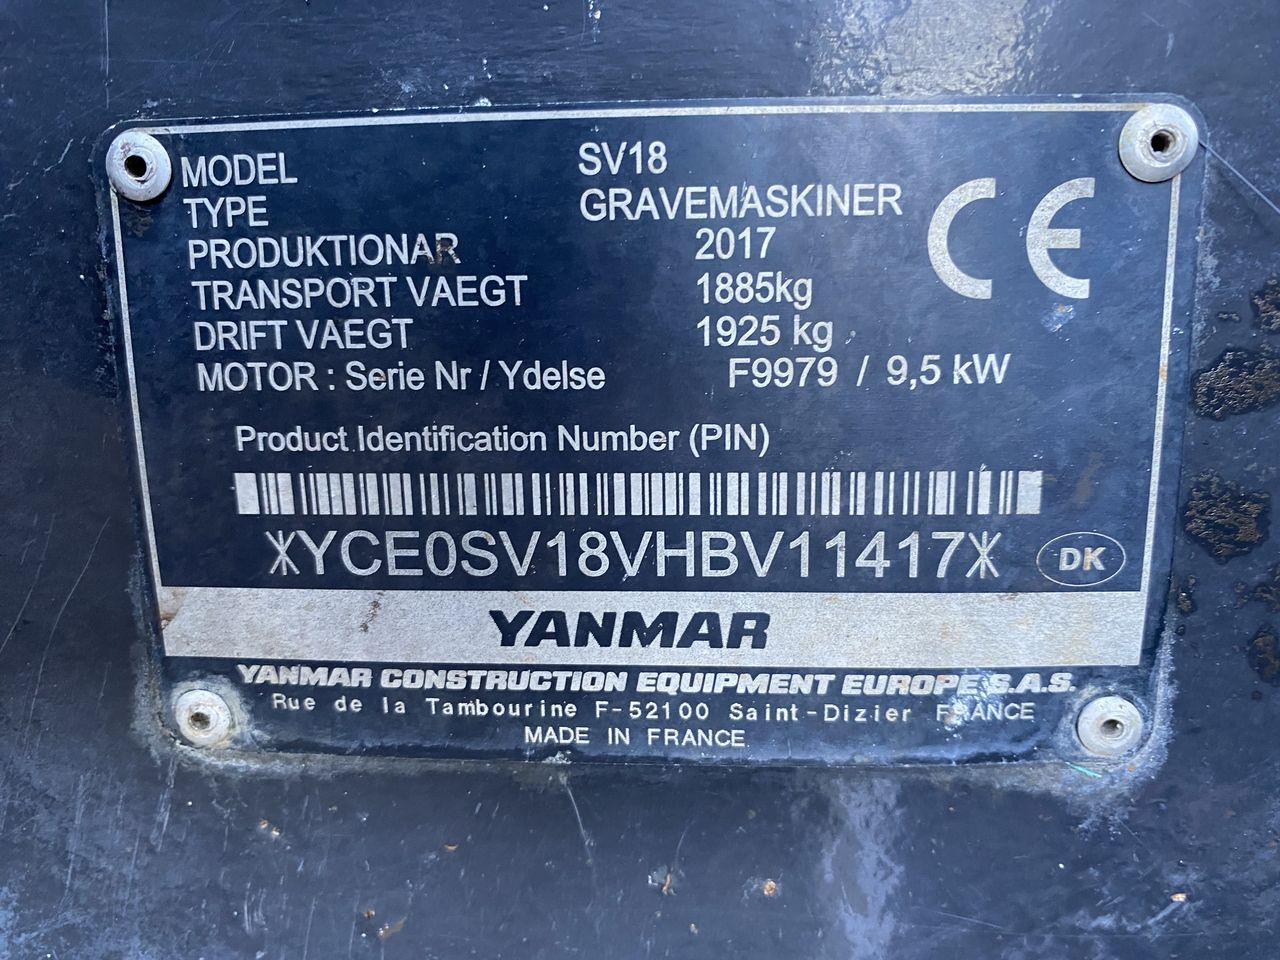 MODEL SV18
TYPE GRAVEMASKINER
PRODUKTIONAR 2017
TRANSPORT VAEGT 1885kg
DRIFT VAEGT 1925 kg
MOTOR : Serie Nr / Ydelse F9979 / 9,5 kW
CE
Product Identification Number (PIN)
*YCE0SV18VHBV11417*
DK
YANMAR
YANMAR CONSTRUCTION EQUIPMENT EUROPE S.A.S.
Rue de la Tambourine F-52100 Saint-Dizier FRANCE
MADE IN FRANCE